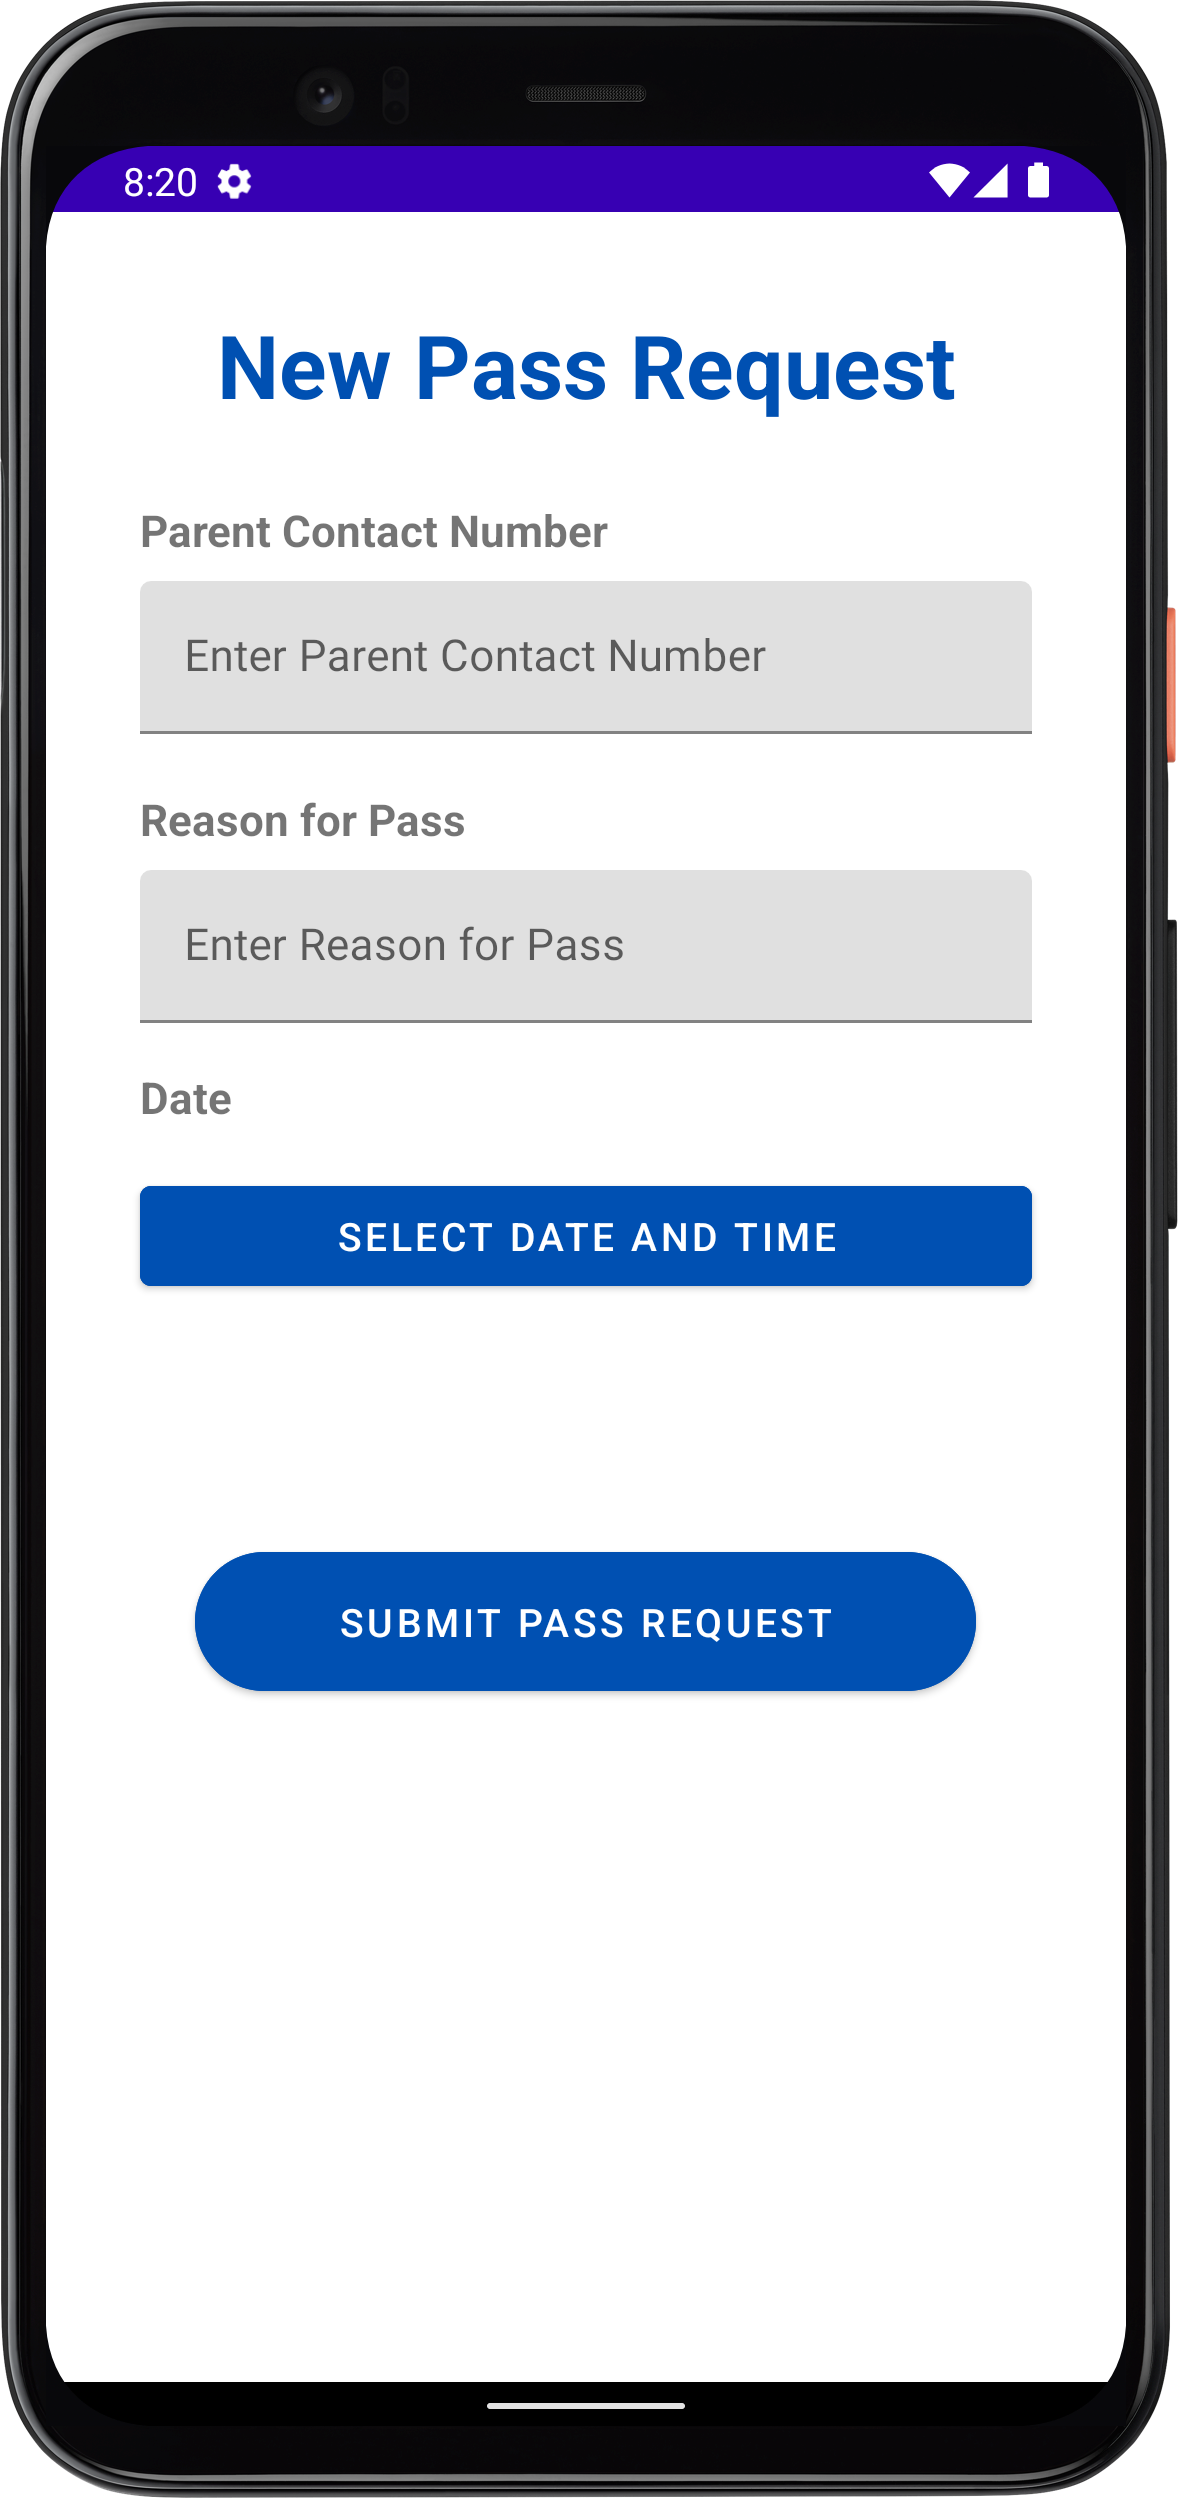 8:20
New Pass Request
Parent Contact Number
Enter Parent Contact Number
Reason for Pass
Enter Reason for Pass
Date
SELECT DATE AND TIME
SUBMIT PASS REQUEST